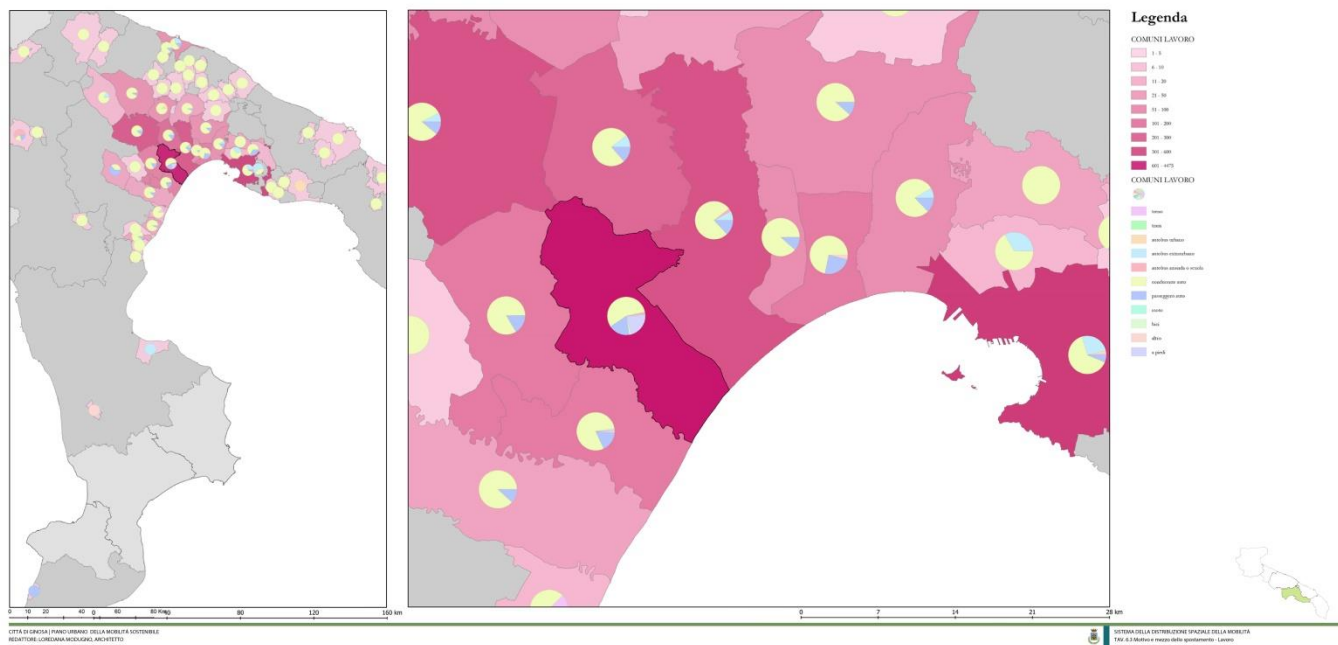 Legenda
COMUNI LAVORO
1 - 5
6 - 10
11 - 20
21 - 50
51 - 100
101 - 200
201 - 300
301 - 600
601 - 4475
COMUNI LAVORO
treno
tram
autobus urbano
autobus extraurbano
autobus azienda o scuola
conducente auto
passeggero auto
moto
bici
altro
a piedi
0 10 20 40 60 80 Km
0 40 80 120 160 km
0 7 14 21 28 km
CITTÀ DI GINOSA | PIANO URBANO DELLA MOBILITÀ SOSTENIBILE
REDATTORE: LOREDANA MODUGNO, ARCHITETTO
SISTEMA DELLA DISTRIBUZIONE SPAZIALE DELLA MOBILITÀ
TAV. 6.3 Motivo e mezzo dello spostamento - Lavoro